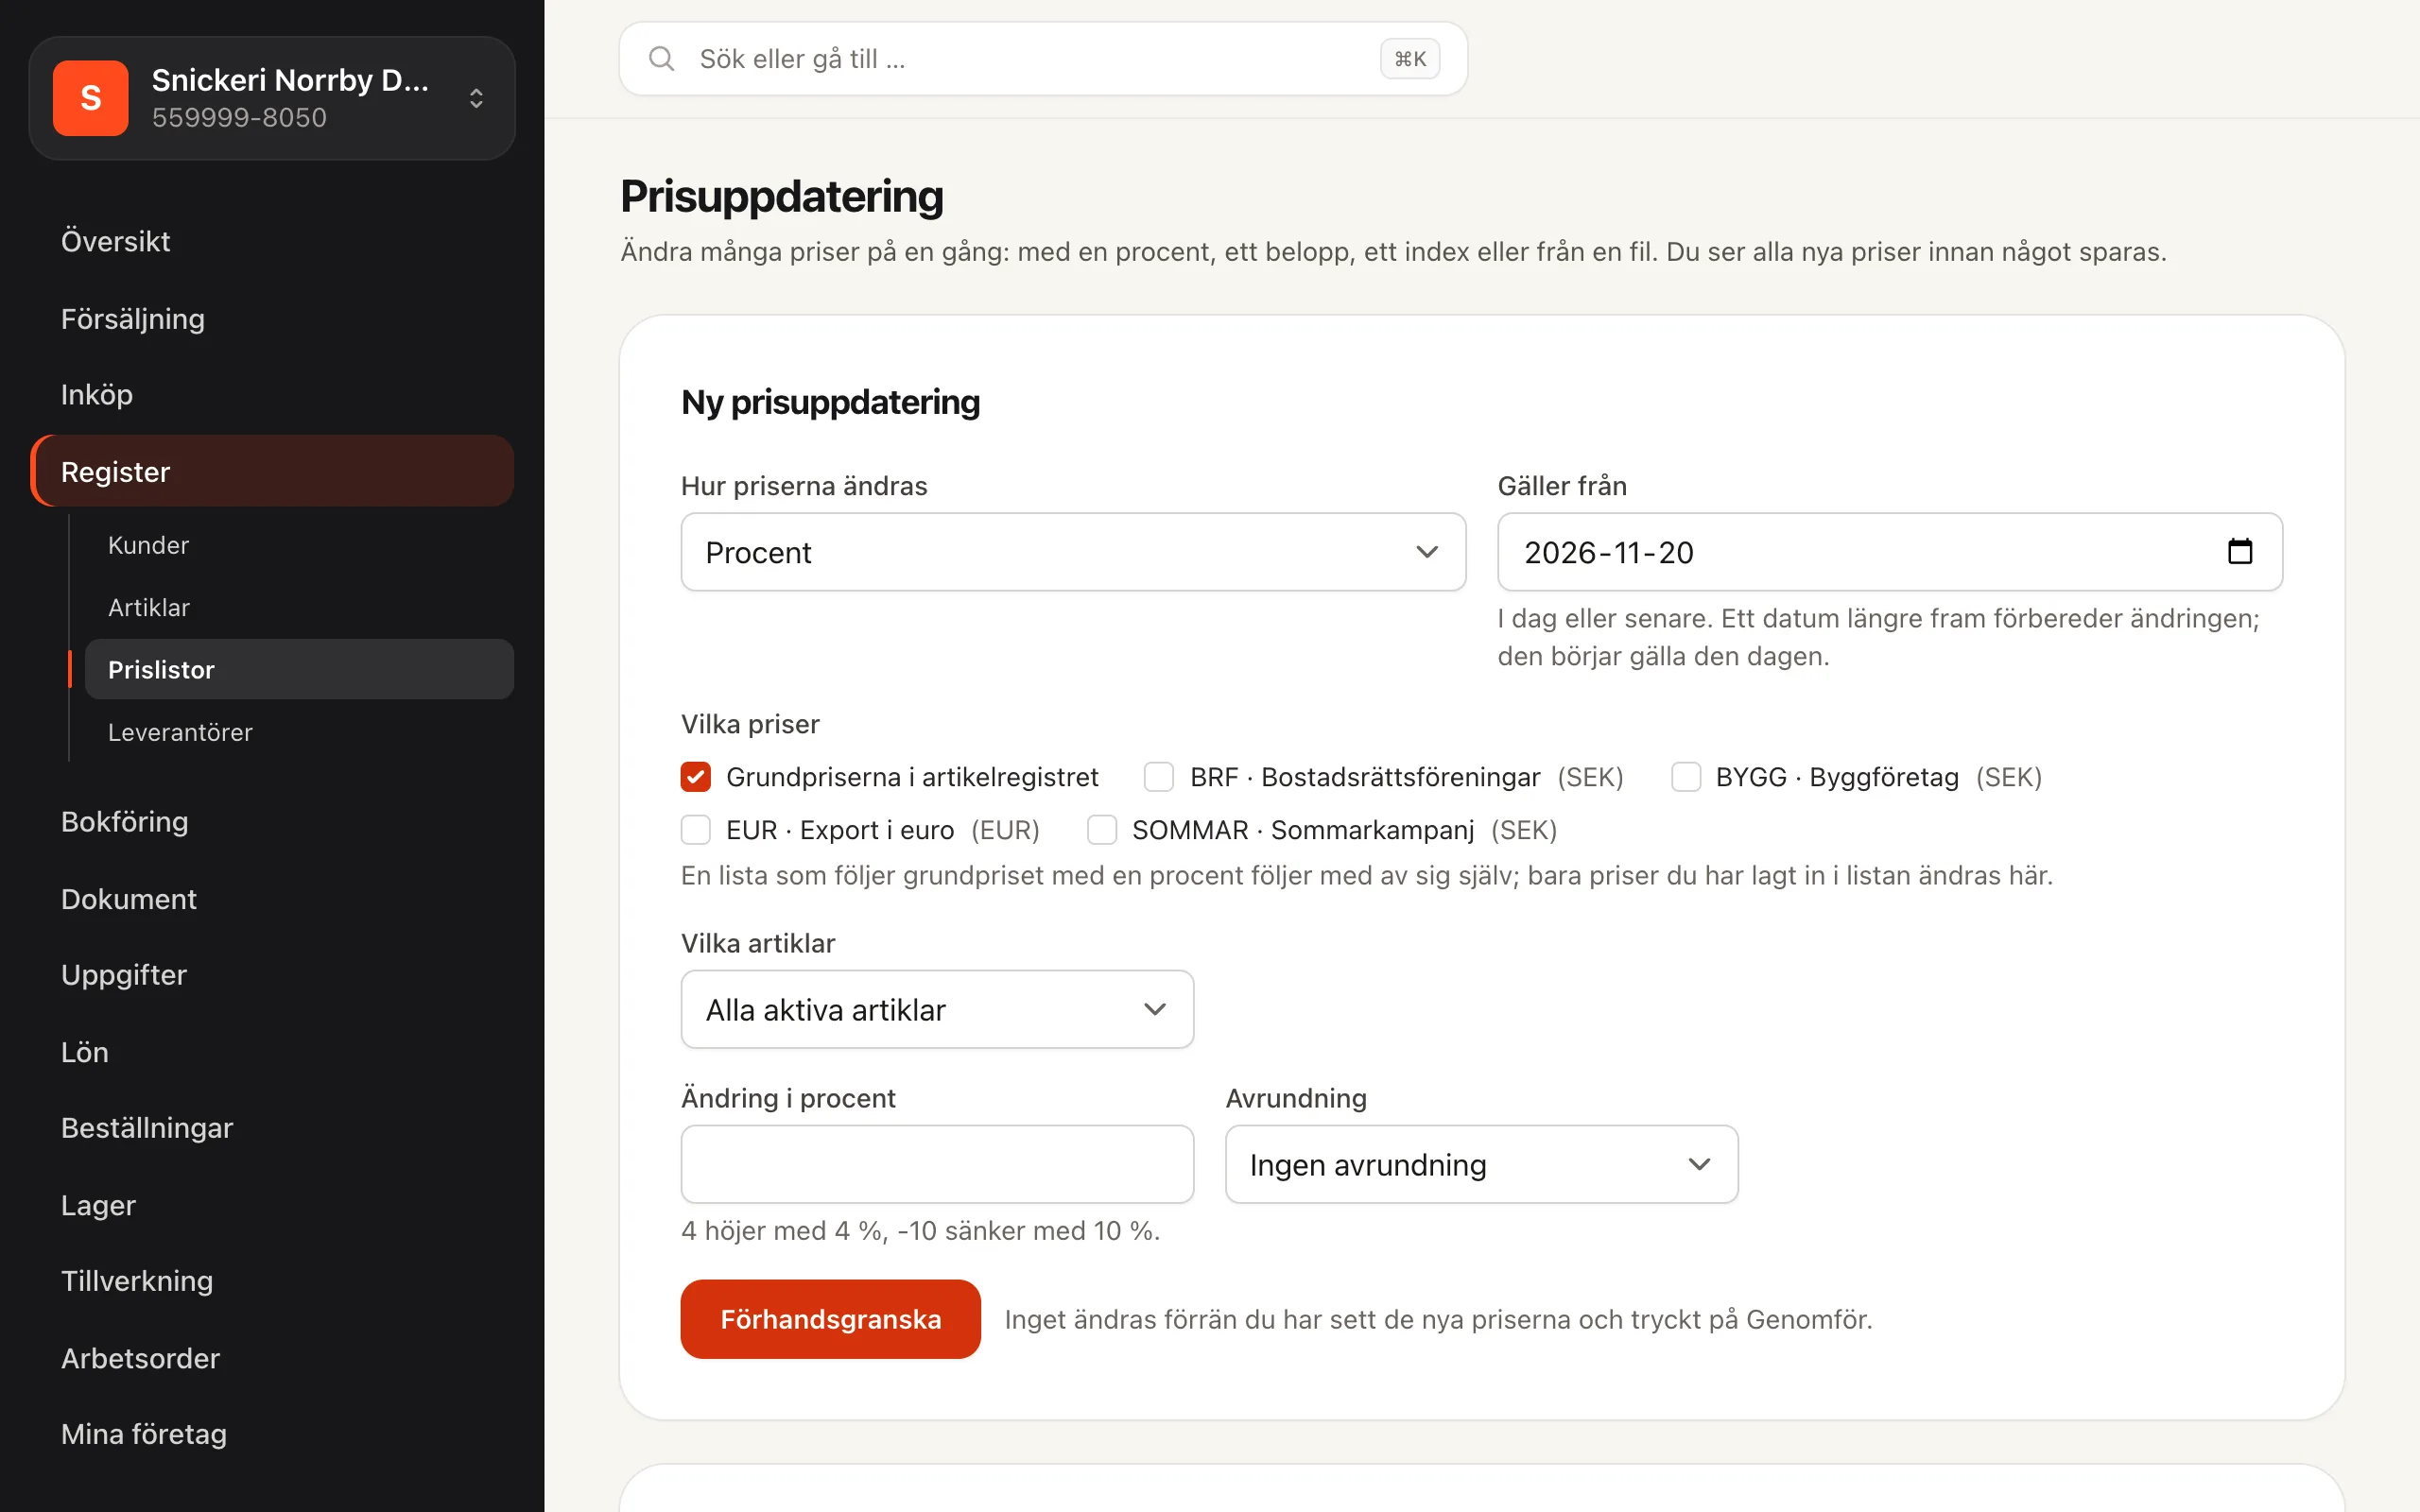 S
Snickeri Norrby D...
559999-8050
Översikt
Försäljning
Inköp
Register
Kunder
Artiklar
Prislistor
Leverantörer
Bokföring
Dokument
Uppgifter
Lön
Beställningar
Lager
Tillverkning
Arbetsorder
Mina företag
Sök eller gå till ...
⌘K
Prisuppdatering
Ändra många priser på en gång: med en procent, ett belopp, ett index eller från en fil. Du ser alla nya priser innan något sparas.
Ny prisuppdatering
Hur priserna ändras
Procent
Gäller från
2026-11-20
I dag eller senare. Ett datum längre fram förbereder ändringen;
den börjar gälla den dagen.
Vilka priser
Grundpriserna i artikelregistret
BRF · Bostadsrättsföreningar (SEK)
BYGG · Byggföretag (SEK)
EUR · Export i euro (EUR)
SOMMAR · Sommarkampanj (SEK)
En lista som följer grundpriset med en procent följer med av sig själv; bara priser du har lagt in i listan ändras här.
Vilka artiklar
Alla aktiva artiklar
Ändring i procent
Avrundning
Ingen avrundning
4 höjer med 4 %, -10 sänker med 10 %.
Förhandsgranska
Inget ändras förrän du har sett de nya priserna och tryckt på Genomför.